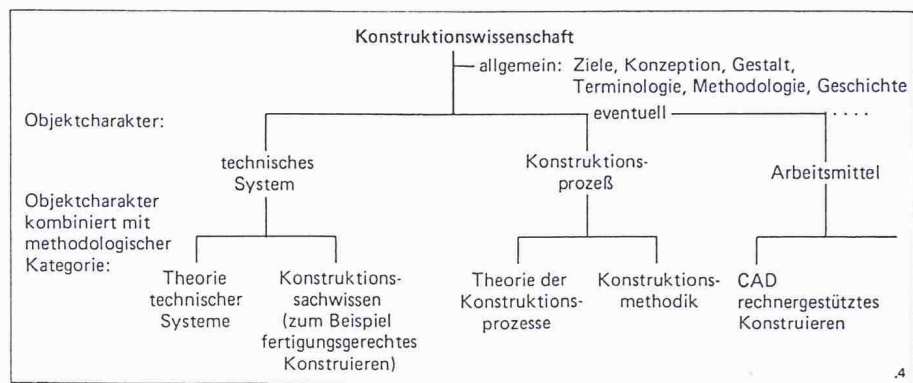 Konstruktionswissenschaft
allgemein: Ziele, Konzeption, Gestalt,
Terminologie, Methodologie, Geschichte
Objektcharakter:
eventuell
. . . .
technisches
System
Konstruktions-
prozeß
Arbeitsmittel
Objektcharakter
kombiniert mit
methodologischer
Kategorie:
Theorie
technischer
Systeme
Konstruktions-
sachwissen
(zum Beispiel
fertigungsgerechtes
Konstruieren)
Theorie der
Konstruktions-
prozesse
Konstruktions-
methodik
CAD
rechnergestütztes
Konstruieren
.4